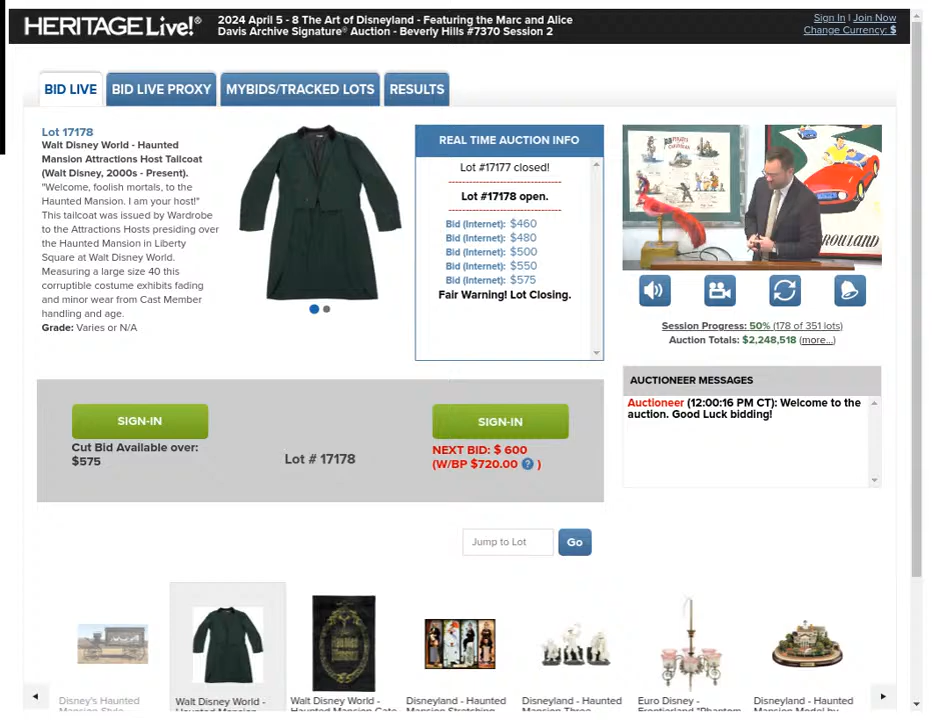 HERITAGE Live!®
2024 April 5 - 8 The Art of Disneyland - Featuring the Marc and Alice
Davis Archive Signature® Auction - Beverly Hills #7370 Session 2
Sign In | Join Now
Change Currency: $
BID LIVE
BID LIVE PROXY
MYBIDS/TRACKED LOTS
RESULTS
Lot 17178
Walt Disney World - Haunted
Mansion Attractions Host Tailcoat
(Walt Disney, 2000s - Present).
"Welcome, foolish mortals, to the
Haunted Mansion. I am your host!"
This tailcoat was issued by Wardrobe
to the Attractions Hosts presiding over
the Haunted Mansion in Liberty
Square at Walt Disney World.
Measuring a large size 40 this
corruptible costume exhibits fading
and minor wear from Cast Member
handling and age.
Grade: Varies or N/A
REAL TIME AUCTION INFO
Lot #17177 closed!
Lot #17178 open.
Bid (Internet): $460
Bid (Internet): $480
Bid (Internet): $500
Bid (Internet): $550
Bid (Internet): $575
Fair Warning! Lot Closing.
Session Progress: 50% (178 of 351 lots)
Auction Totals: $2,248,518 (more...)
AUCTIONEER MESSAGES
Auctioneer (12:00:16 PM CT): Welcome to the
auction. Good Luck bidding!
SIGN-IN
Cut Bid Available over:
$575
Lot # 17178
SIGN-IN
NEXT BID: $ 600
(W/BP $720.00 ? )
Jump to Lot
Go
Disney's Haunted
Mansion Style
Walt Disney World -
Haunted Mansion
Walt Disney World -
Haunted Mansion Gate
Disneyland - Haunted
Mansion Stretching
Disneyland - Haunted
Mansion Three
Euro Disney -
Frontierland "Phantom
Disneyland - Haunted
Mansion Model by